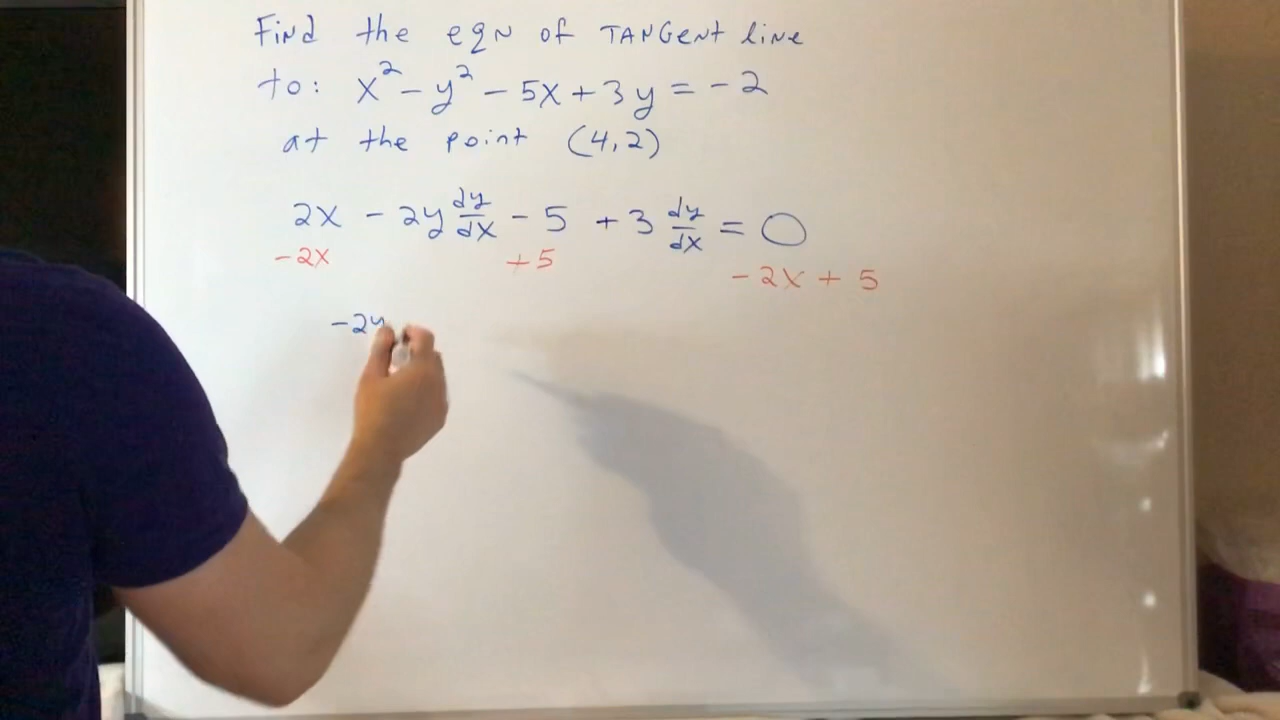 Find the eqn of TANGent line
to: x² - y² - 5x + 3y = -2
at the point (4,2)
2x - 2y dy/dx - 5 + 3 dy/dx = 0
-2x +5 -2x + 5
-2y